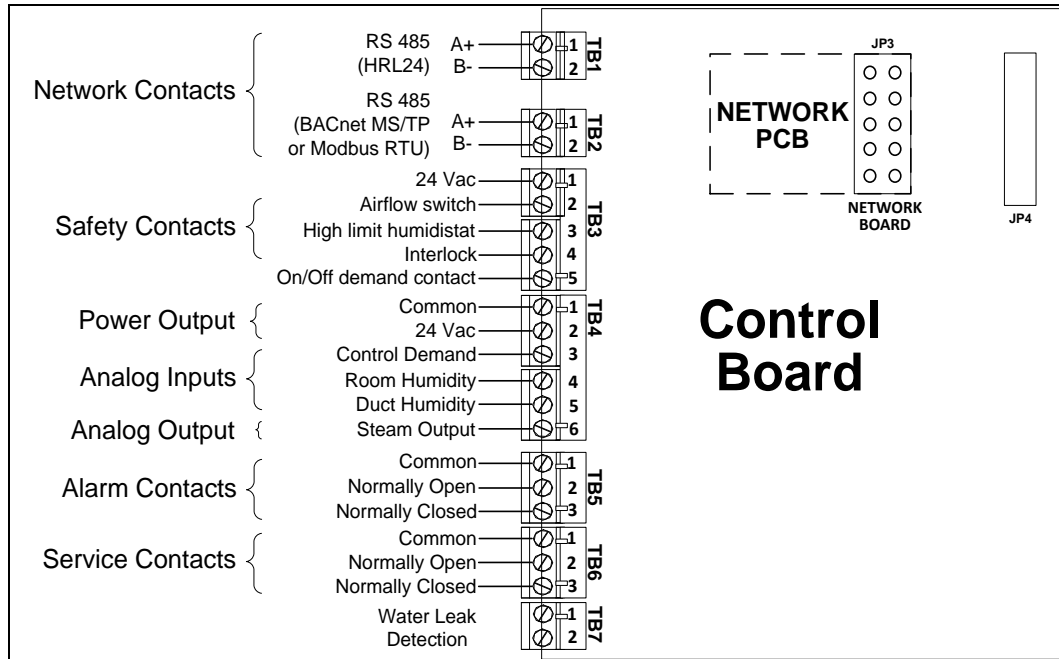 Network Contacts
RS 485
(HRL24)
A+
B-
1
2
TB1
RS 485
(BACnet MS/TP
or Modbus RTU)
A+
B-
1
2
TB2
Safety Contacts
24 Vac
Airflow switch
High limit humidistat
Interlock
On/Off demand contact
1
2
3
4
5
TB3
Power Output
Analog Inputs
Analog Output
Common
24 Vac
Control Demand
Room Humidity
Duct Humidity
Steam Output
1
2
3
4
5
6
TB4
Alarm Contacts
Common
Normally Open
Normally Closed
1
2
3
TB5
Service Contacts
Common
Normally Open
Normally Closed
1
2
3
TB6
Water Leak
Detection
1
2
TB7
NETWORK
PCB
JP3
NETWORK
BOARD
JP4
Control
Board